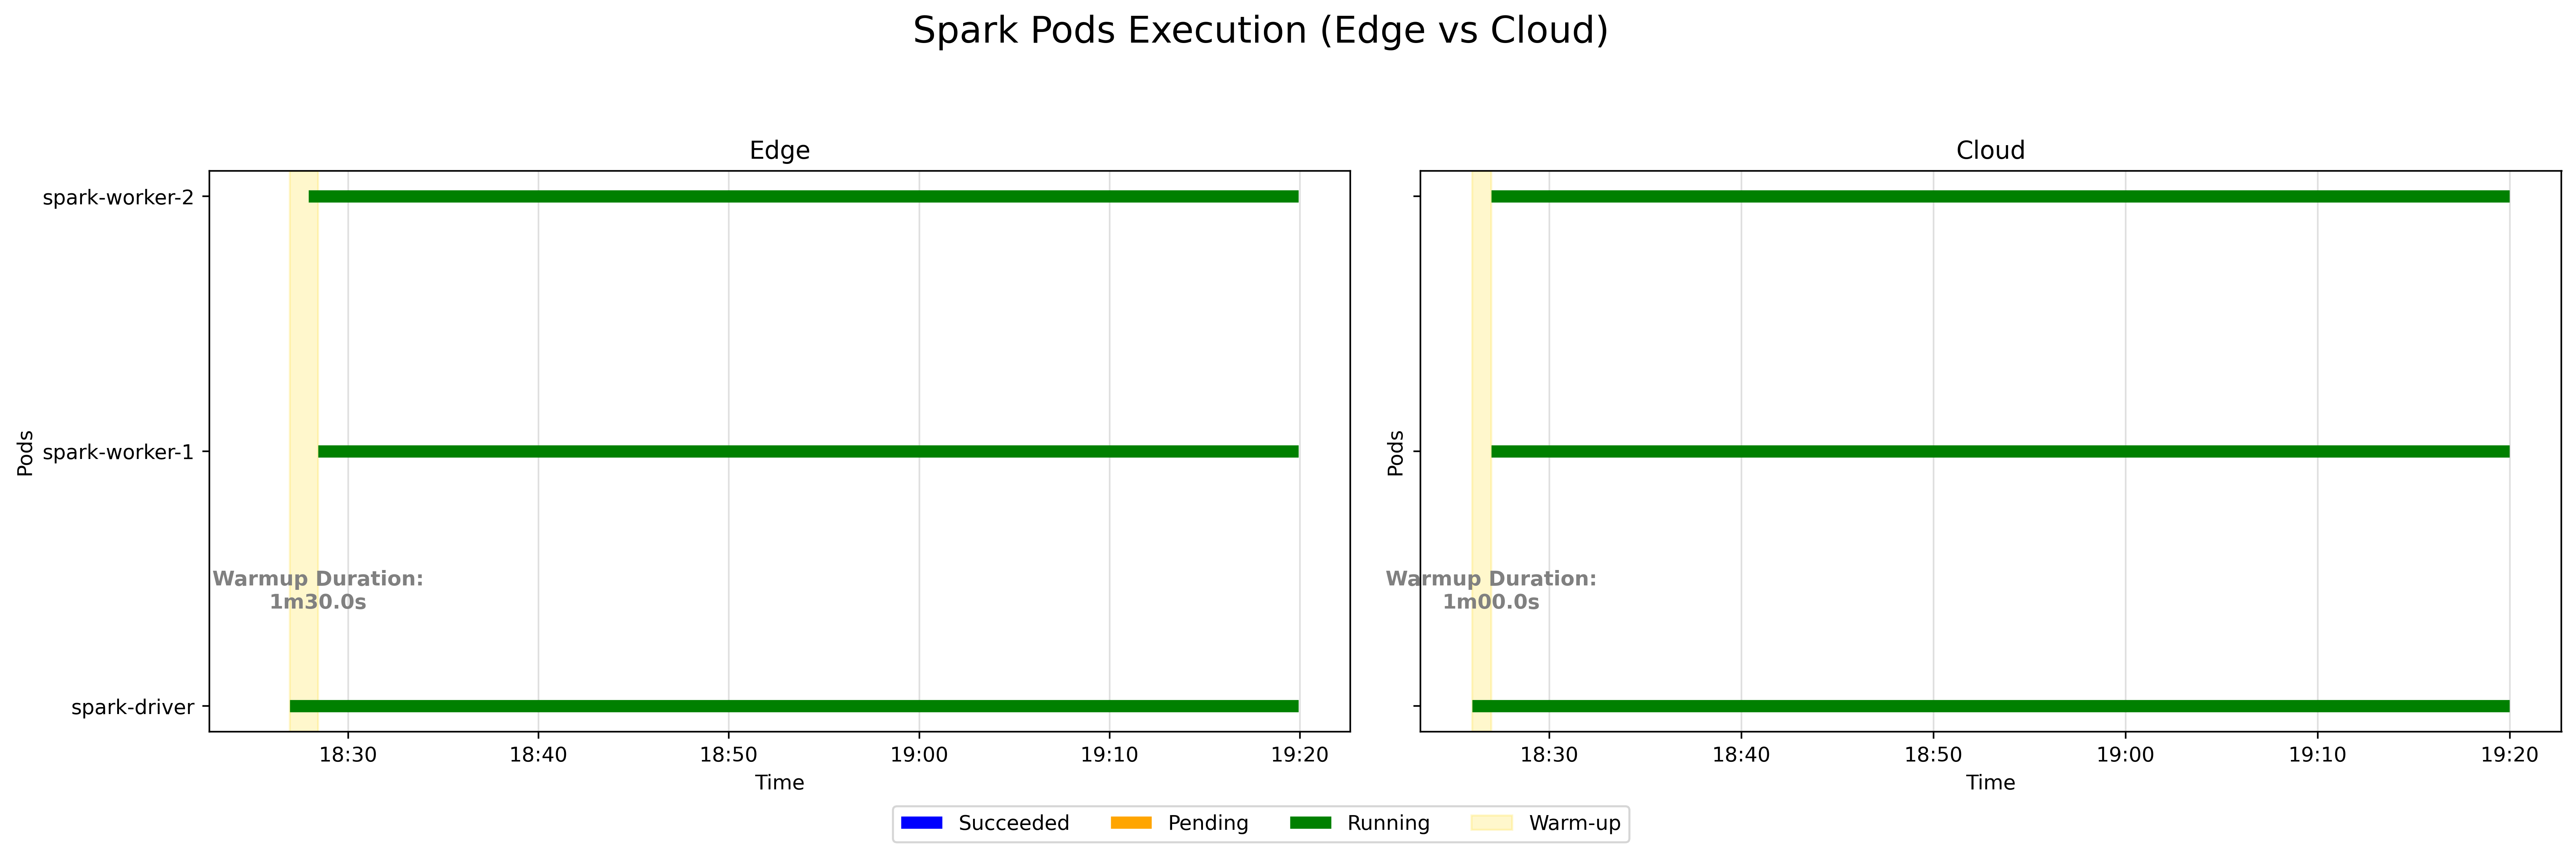 Spark Pods Execution (Edge vs Cloud)
Edge
Pods
spark-worker-2
spark-worker-1
spark-driver
Warmup Duration:
1m30.0s
18:30 18:40 18:50 19:00 19:10 19:20
Time
Cloud
Pods
Warmup Duration:
1m00.0s
18:30 18:40 18:50 19:00 19:10 19:20
Time
Succeeded Pending Running Warm-up